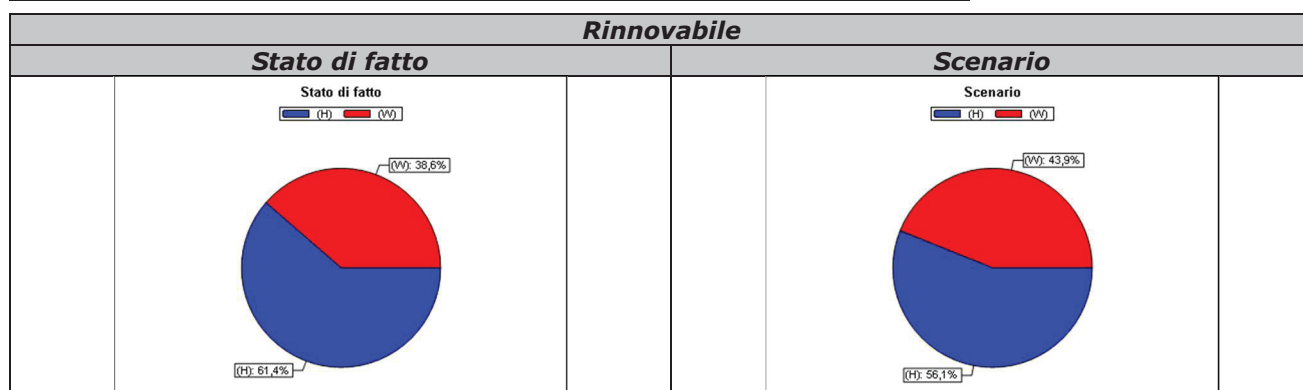 Rinnovabile
Stato di fatto
Scenario
Stato di fatto
(H) (W)
(W): 38,6%
(H): 61,4%
Scenario
(H) (W)
(W): 43,9%
(H): 56,1%